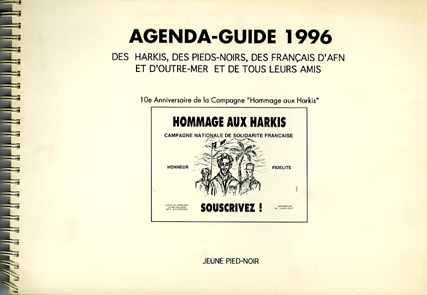 AGENDA-GUIDE 1996
DES HARKIS, DES PIEDS-NOIRS, DES FRANÇAIS D'AFN
ET D'OUTRE-MER ET DE TOUS LEURS AMIS
10e Anniversaire de la Campagne "Hommage aux Harkis"
HOMMAGE AUX HARKIS
CAMPAGNE NATIONALE DE SOLIDARITE FRANCAISE
HONNEUR
FIDELITE
SOUSCRIVEZ !
JEUNE PIED-NOIR